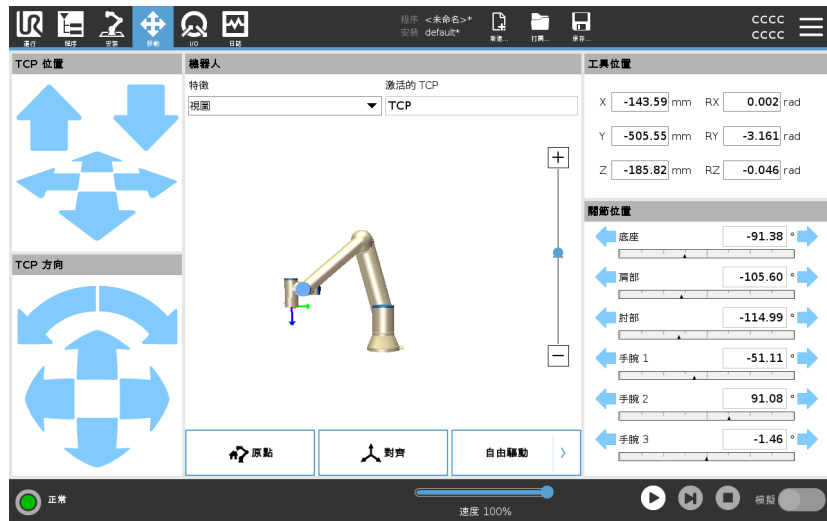 UR
運行
程序
安裝
移動
I/O
日誌
程序 <未命名>*
安裝 default*
新建...
打開...
保存...
CCCC
CCCC
TCP 位置
機器人
工具位置
特徵
激活的 TCP
視圖
TCP
X -143.59 mm RX 0.002 rad
Y -505.55 mm RY -3.161 rad
Z -185.82 mm RZ -0.046 rad
關節位置
底座 -91.38 °
肩部 -105.60 °
肘部 -114.99 °
手腕 1 -51.11 °
手腕 2 91.08 °
手腕 3 -1.46 °
TCP 方向
原點
對齊
自由驅動
正常
速度 100%
模擬